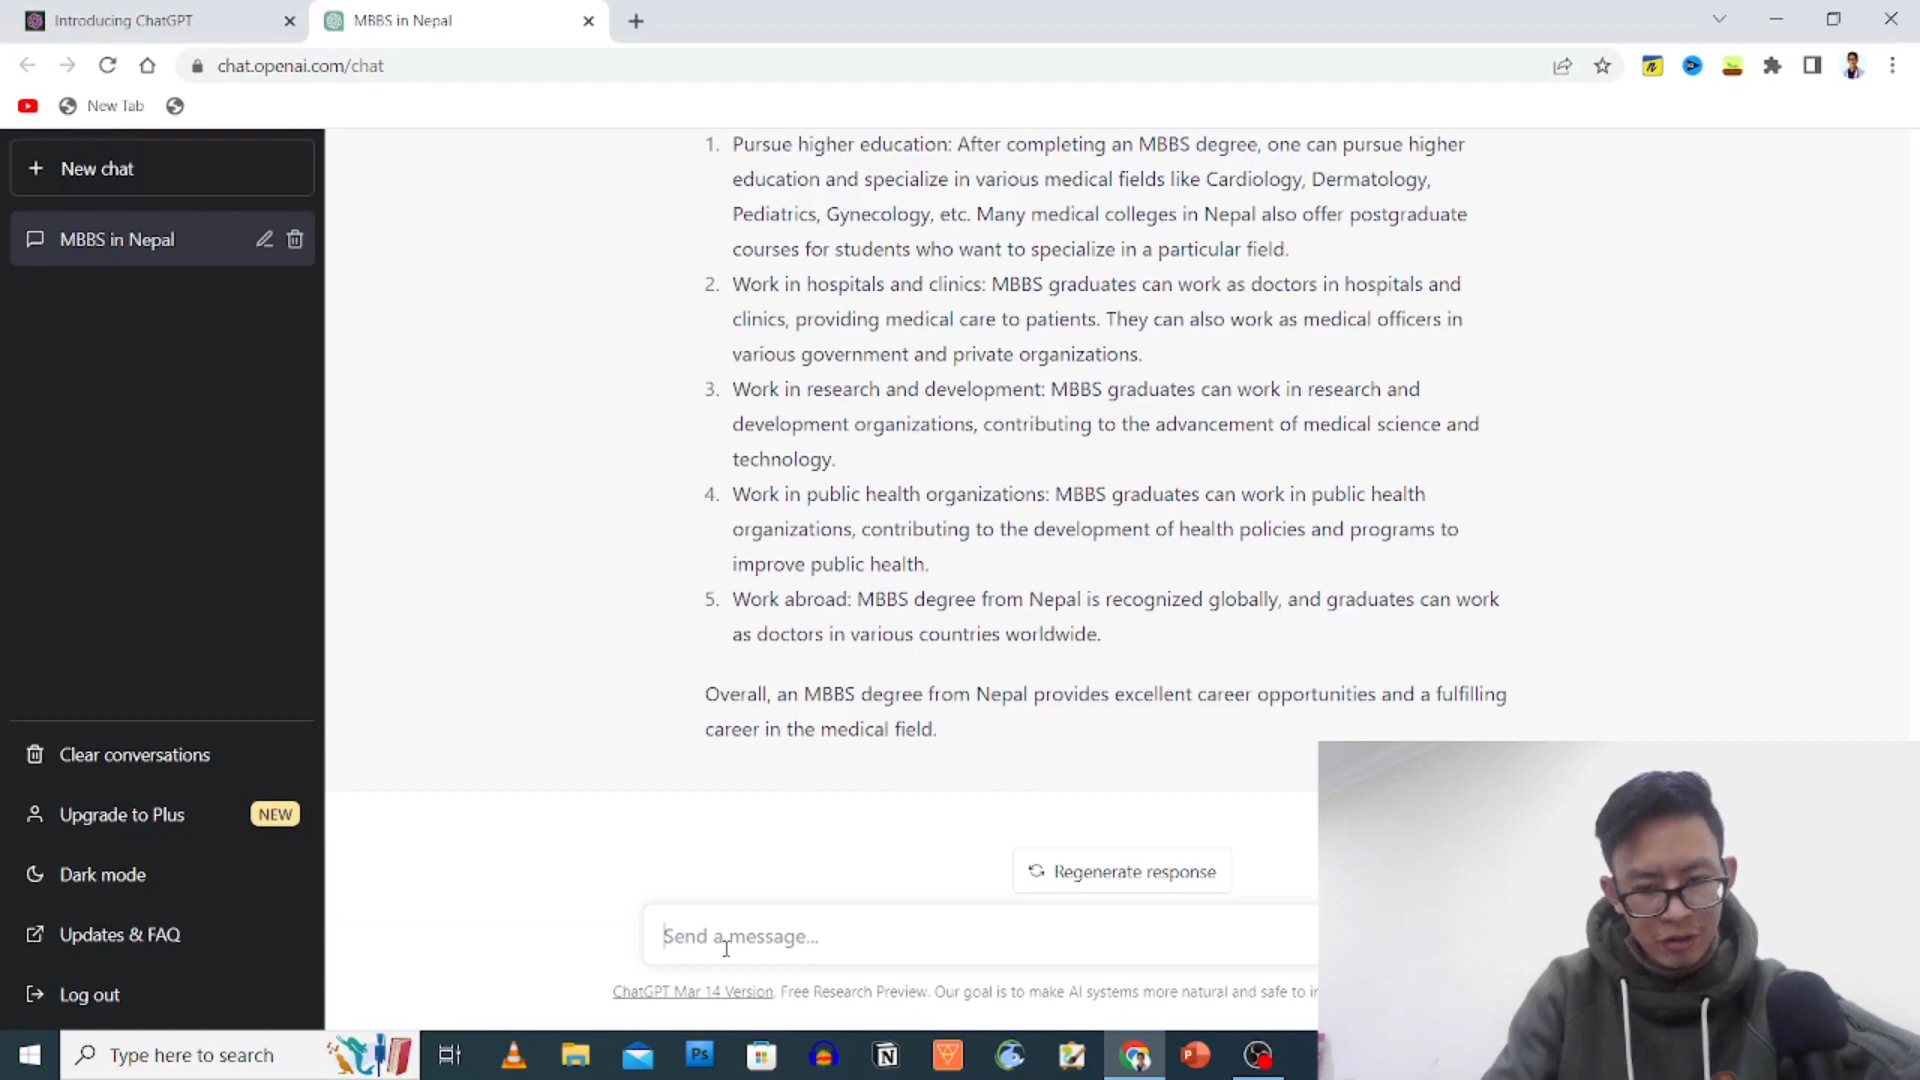 Introducing ChatGPT
MBBS in Nepal
chat.openai.com/chat
New Tab
New chat
MBBS in Nepal
1. Pursue higher education: After completing an MBBS degree, one can pursue higher
education and specialize in various medical fields like Cardiology, Dermatology,
Pediatrics, Gynecology, etc. Many medical colleges in Nepal also offer postgraduate
courses for students who want to specialize in a particular field.
2. Work in hospitals and clinics: MBBS graduates can work as doctors in hospitals and
clinics, providing medical care to patients. They can also work as medical officers in
various government and private organizations.
3. Work in research and development: MBBS graduates can work in research and
development organizations, contributing to the advancement of medical science and
technology.
4. Work in public health organizations: MBBS graduates can work in public health
organizations, contributing to the development of health policies and programs to
improve public health.
5. Work abroad: MBBS degree from Nepal is recognized globally, and graduates can work
as doctors in various countries worldwide.
Overall, an MBBS degree from Nepal provides excellent career opportunities and a fulfilling
career in the medical field.
Clear conversations
Upgrade to Plus NEW
Dark mode
Updates & FAQ
Log out
Regenerate response
Send a message...
ChatGPT Mar 14 Version. Free Research Preview. Our goal is to make AI systems more natural and safe to
Type here to search
Ps